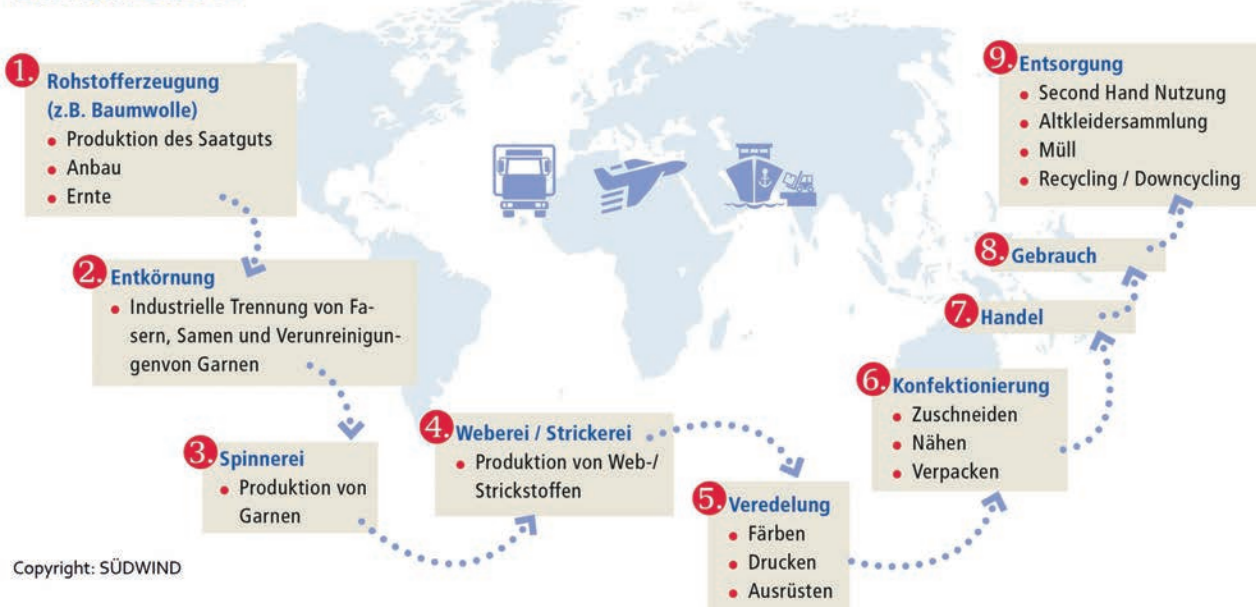 1. Rohstofferzeugung
(z.B. Baumwolle)
• Produktion des Saatguts
• Anbau
• Ernte
2. Entkörnung
• Industrielle Trennung von Fa-
sern, Samen und Verunreinigun-
genvon Garnen
3. Spinnerei
• Produktion von
Garnen
4. Weberei / Strickerei
• Produktion von Web-/
Strickstoffen
5. Veredelung
• Färben
• Drucken
• Ausrüsten
6. Konfektionierung
• Zuschneiden
• Nähen
• Verpacken
7. Handel
8. Gebrauch
9. Entsorgung
• Second Hand Nutzung
• Altkleidersammlung
• Müll
• Recycling / Downcycling
Copyright: SÜDWIND